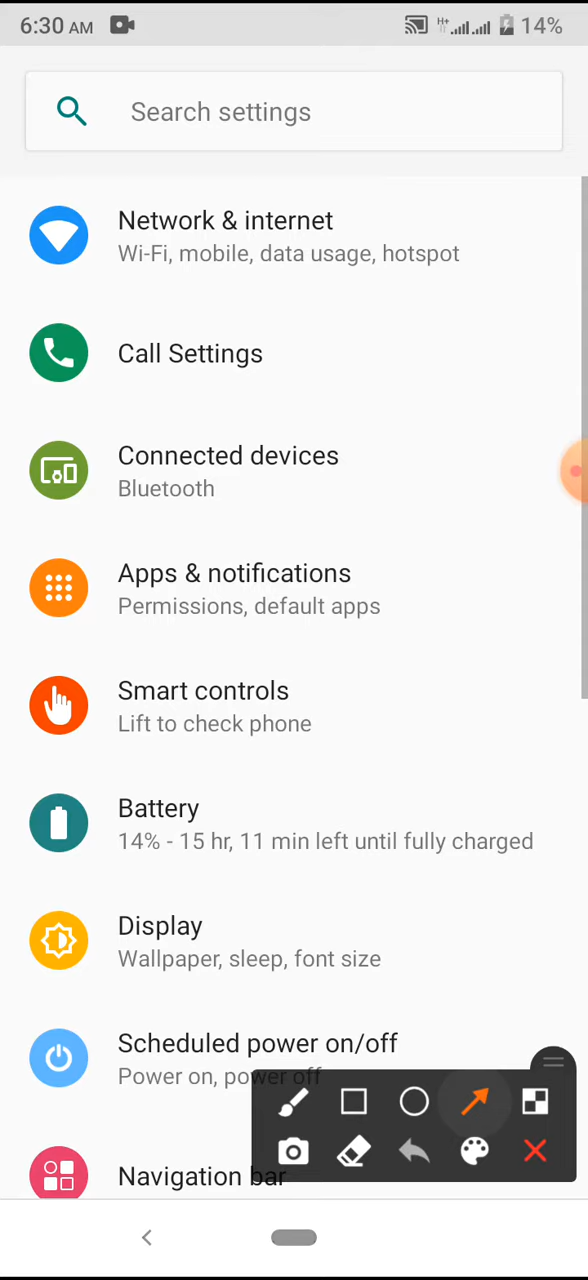 6:30 AM H+ 14%
Search settings
Network & internet
Wi-Fi, mobile, data usage, hotspot
Call Settings
Connected devices
Bluetooth
Apps & notifications
Permissions, default apps
Smart controls
Lift to check phone
Battery
14% - 15 hr, 11 min left until fully charged
Display
Wallpaper, sleep, font size
Scheduled power on/off
Power on, power off
Navigation bar